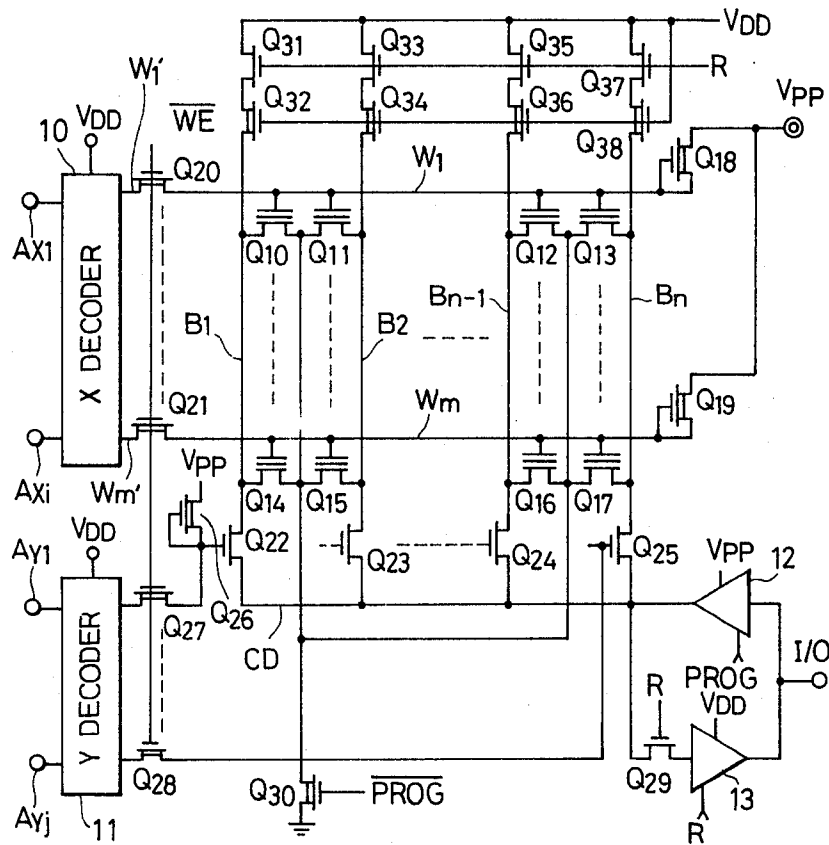 VDD
Q31 Q33 Q35 Q37 R
W1' WE VPP
Q32 Q34 Q36 Q38
10 VDD Q20 W1 Q18
AX1 X DECODER
Q10 Q11 Q12 Q13
B1 B2 Bn-1 Bn
Q21 Wm Q19
AXi Wm' VPP
Q14 Q15 Q16 Q17
VDD Q22 Q23 Q24 Q25
AY1 Y DECODER Q26 VPP 12
Q27 CD I/O
PROG
R VDD
AYj Q28 Q29 13
11 Q30 PROG R